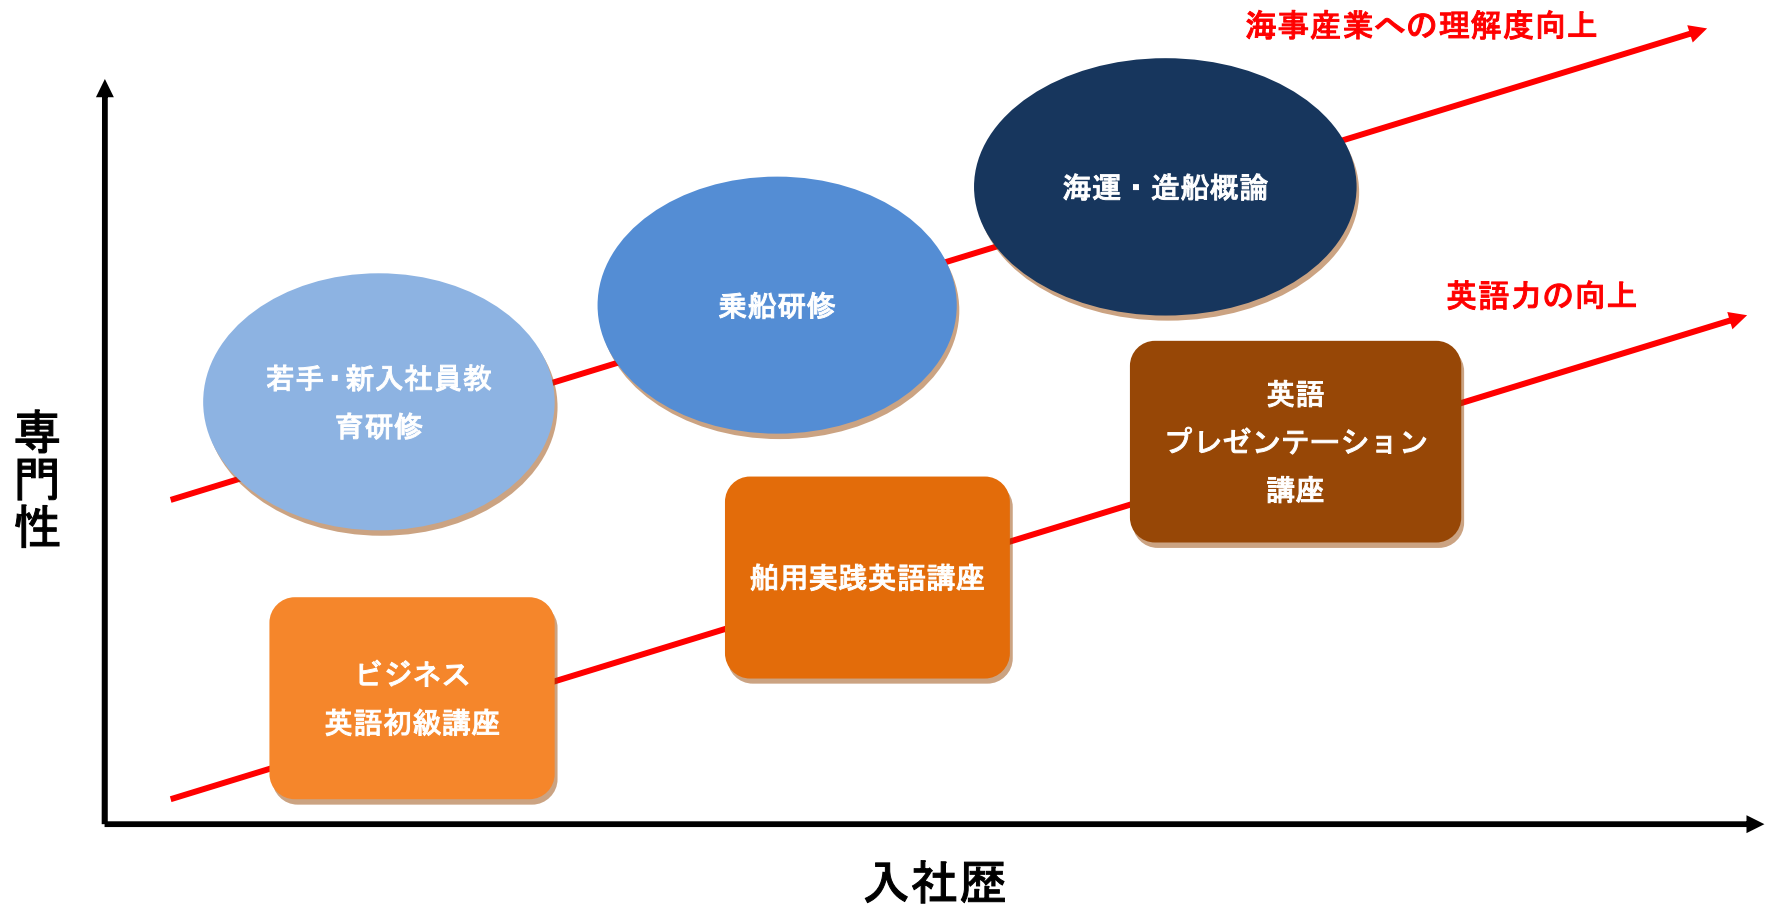 海事産業への理解度向上
海運・造船概論
乗船研修
若手・新入社員教
育研修
英語力の向上
英語
プレゼンテーション
講座
舶用実践英語講座
ビジネス
英語初級講座
専門性
入社歴